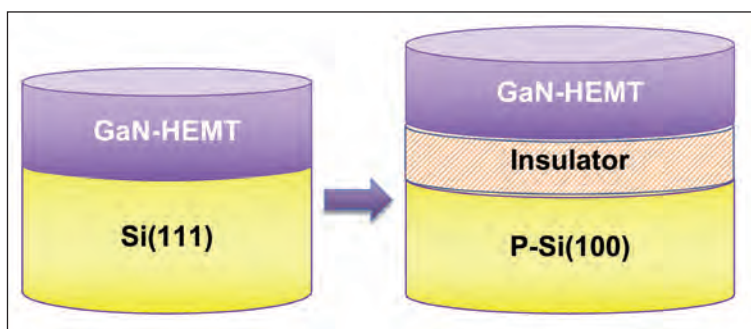 GaN-HEMT
Si(111)
GaN-HEMT
Insulator
P-Si(100)